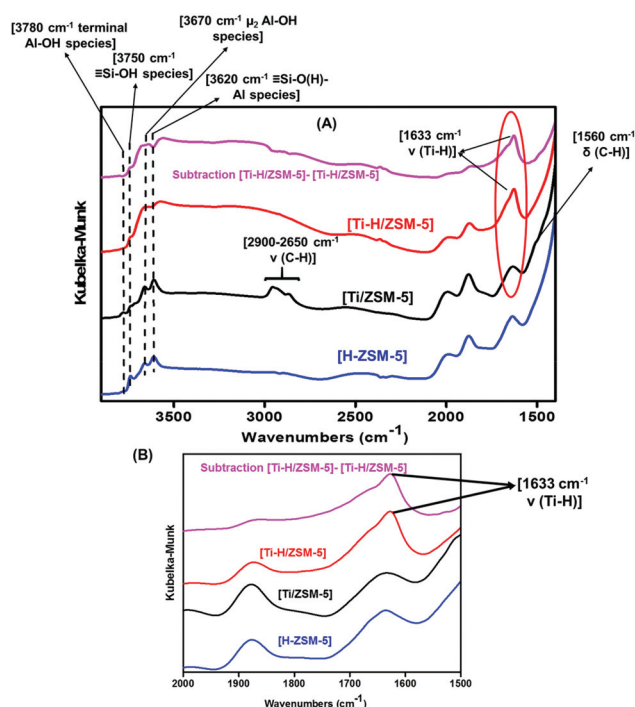 [3780 cm⁻¹ terminal
Al-OH species]
[3750 cm⁻¹
≡Si-OH species]
[3670 cm⁻¹ μ₂ Al-OH
species]
[3620 cm⁻¹ ≡Si-O(H)-
Al species]
(A)
[1633 cm⁻¹
ν (Ti-H)]
[1560 cm⁻¹
δ (C-H)]
Subtraction [Ti-H/ZSM-5]- [Ti-H/ZSM-5]
[Ti-H/ZSM-5]
[2900-2650 cm⁻¹
ν (C-H)]
[Ti/ZSM-5]
[H-ZSM-5]
Kubelka-Munk
3500 3000 2500 2000 1500
Wavenumbers (cm⁻¹)
(B)
Subtraction [Ti-H/ZSM-5]- [Ti-H/ZSM-5]
[1633 cm⁻¹
ν (Ti-H)]
[Ti-H/ZSM-5]
[Ti/ZSM-5]
[H-ZSM-5]
Kubelka-Munk
2000 1900 1800 1700 1600 1500
Wavenumbers (cm⁻¹)